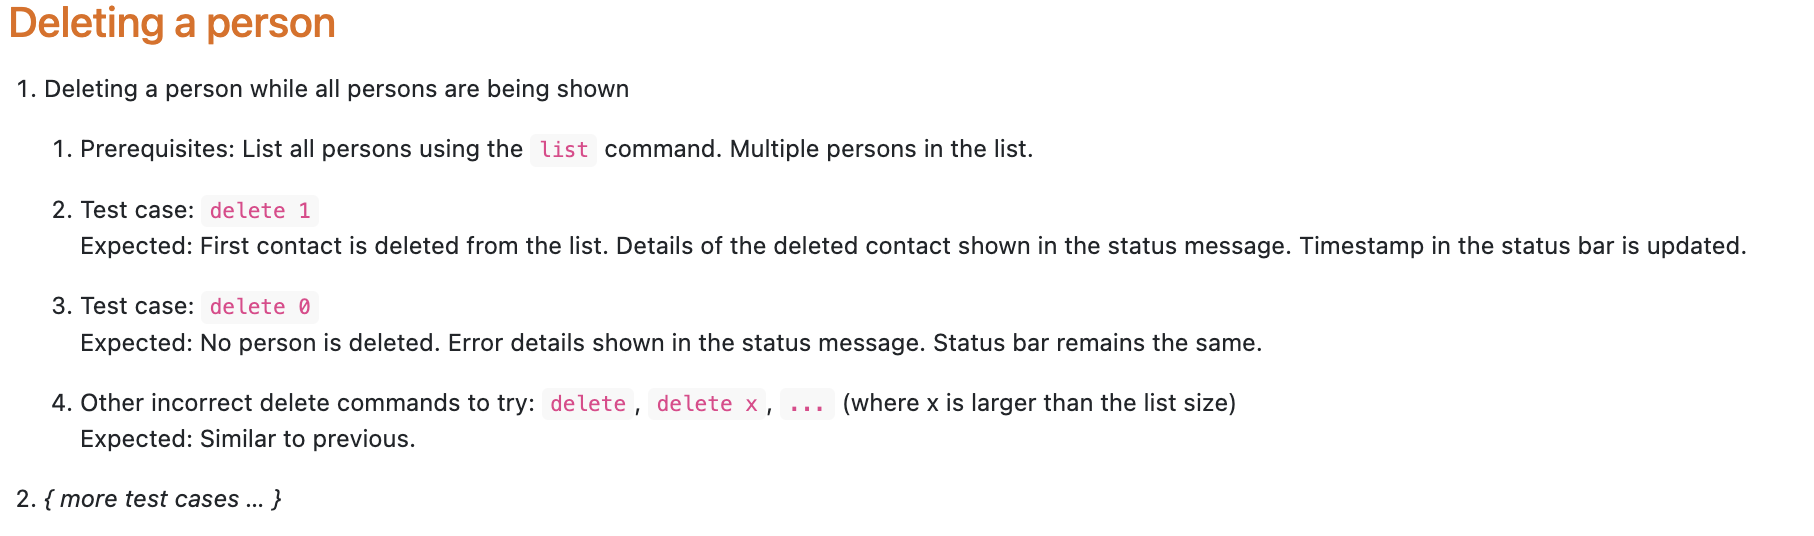 Deleting a person
1. Deleting a person while all persons are being shown
1. Prerequisites: List all persons using the list command. Multiple persons in the list.
2. Test case: delete 1
Expected: First contact is deleted from the list. Details of the deleted contact shown in the status message. Timestamp in the status bar is updated.
3. Test case: delete 0
Expected: No person is deleted. Error details shown in the status message. Status bar remains the same.
4. Other incorrect delete commands to try: delete, delete x, ... (where x is larger than the list size)
Expected: Similar to previous.
2. { more test cases … }